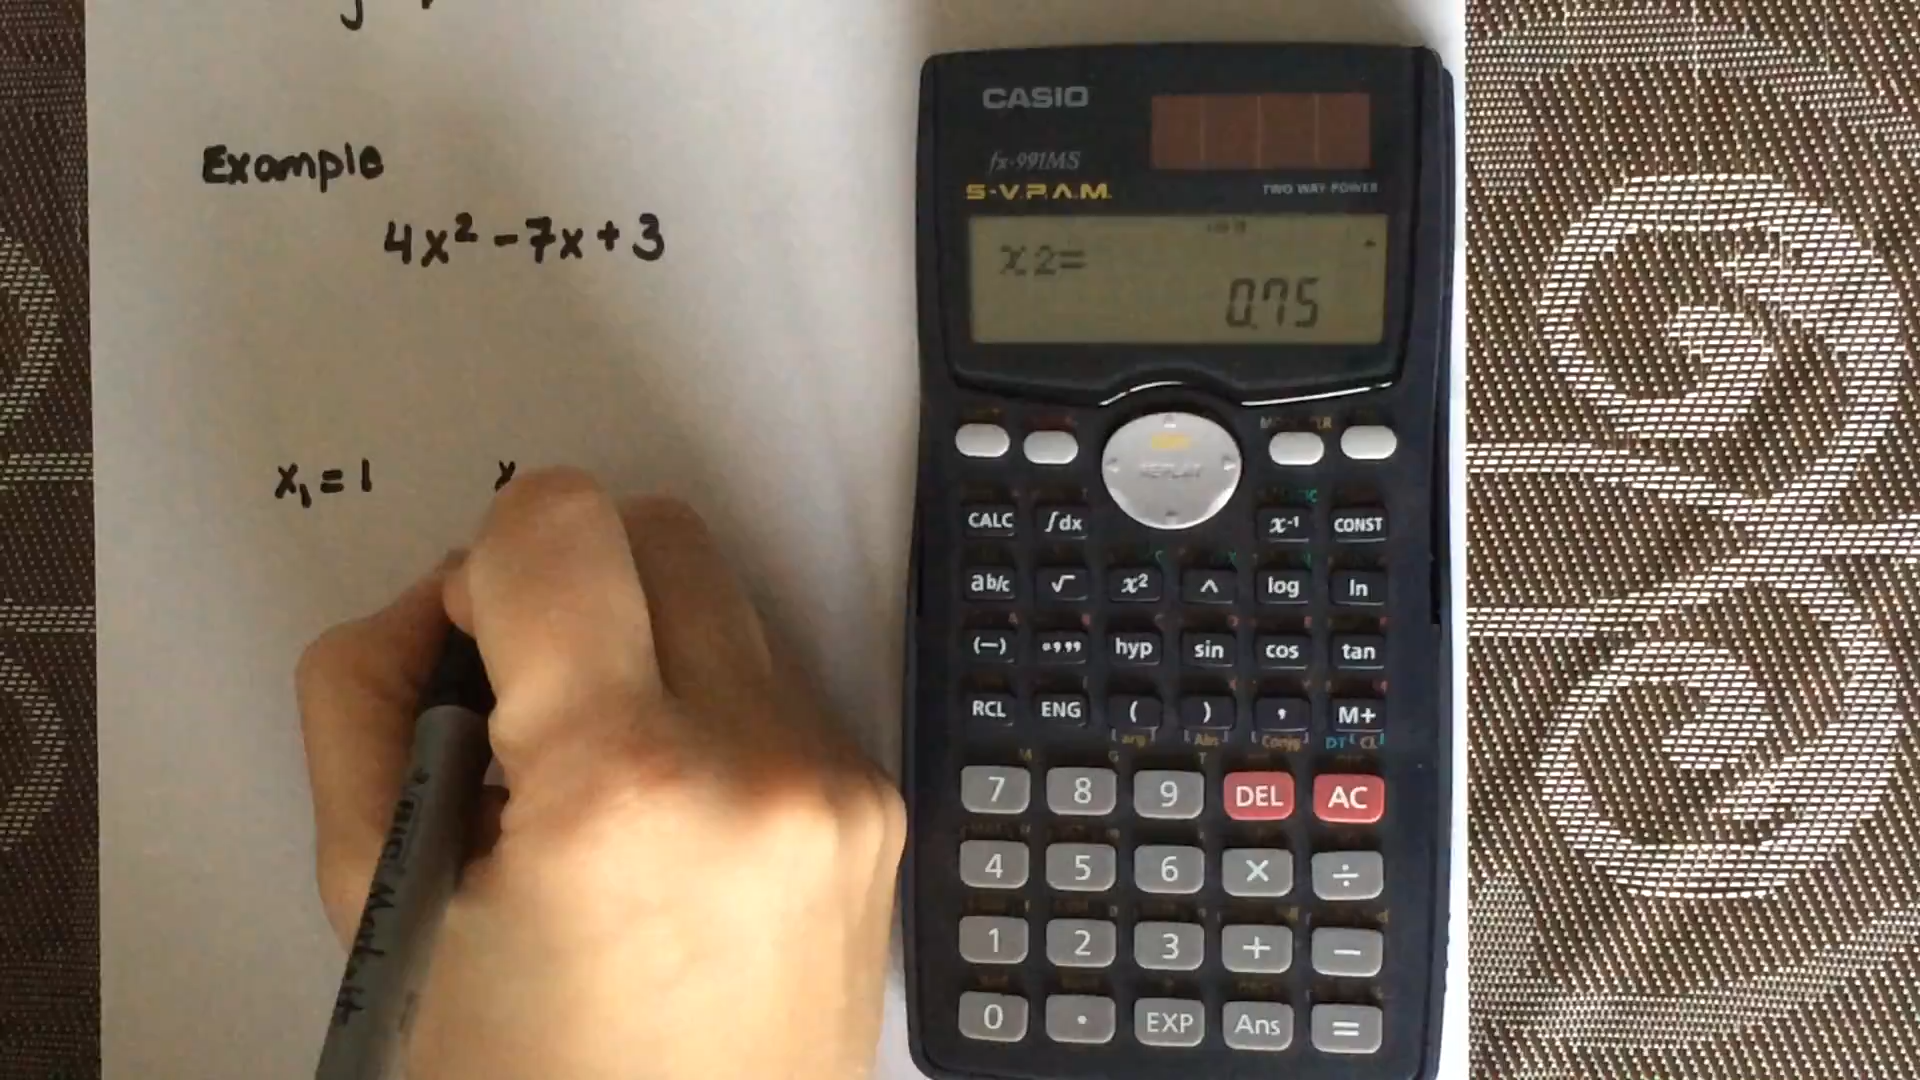 Example
4x² -7x+3
x₁ = 1
x
CASIO
fx-991MS
S-V.P.A.M.
TWO WAY POWER
x2=
0.75
REPLAY
CALC ∫dx x⁻¹ CONST
ab/c √ x² ^ log ln
(−) °’’’ hyp sin cos tan
RCL ENG ( ) , M+
7 8 9 DEL AC
4 5 6 × ÷
1 2 3 + −
0 . EXP Ans =